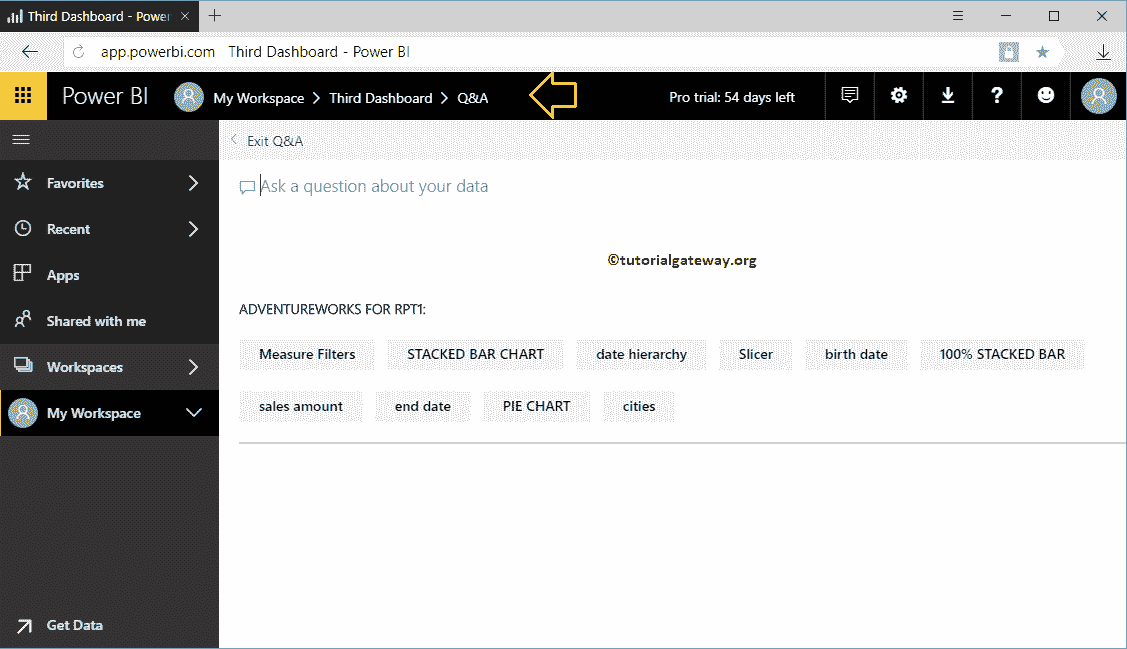 Third Dashboard - Power
app.powerbi.com Third Dashboard - Power BI
Power BI My Workspace > Third Dashboard > Q&A Pro trial: 54 days left ?
Exit Q&A
Favorites
Recent
Apps
Shared with me
Workspaces
My Workspace
Get Data
Ask a question about your data
©tutorialgateway.org
ADVENTUREWORKS FOR RPT1:
Measure Filters STACKED BAR CHART date hierarchy Slicer birth date 100% STACKED BAR
sales amount end date PIE CHART cities